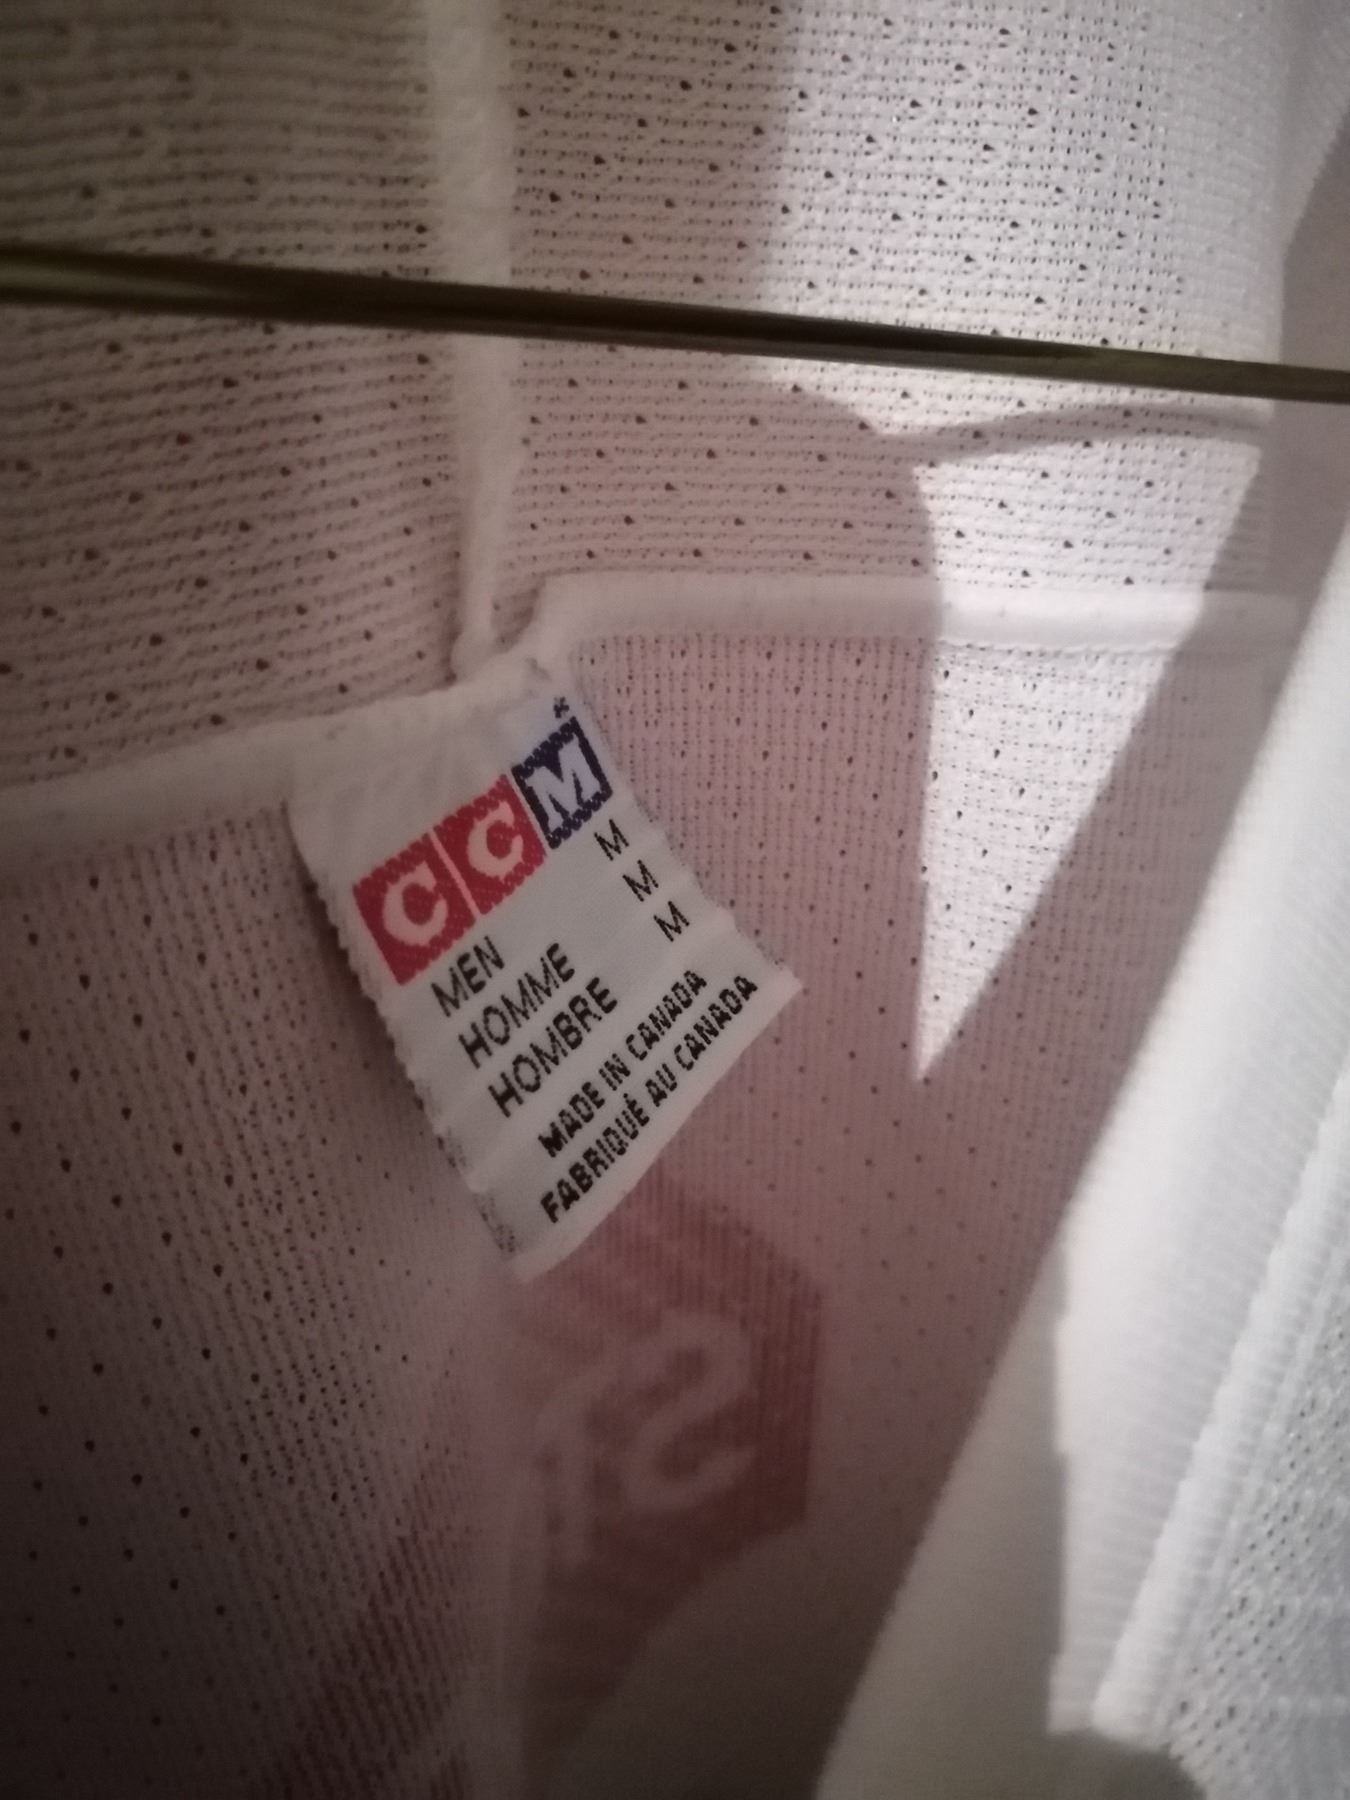 CCM
MEN M
HOMME M
HOMBRE M
MADE IN CANADA
FABRIQUÉ AU CANADA